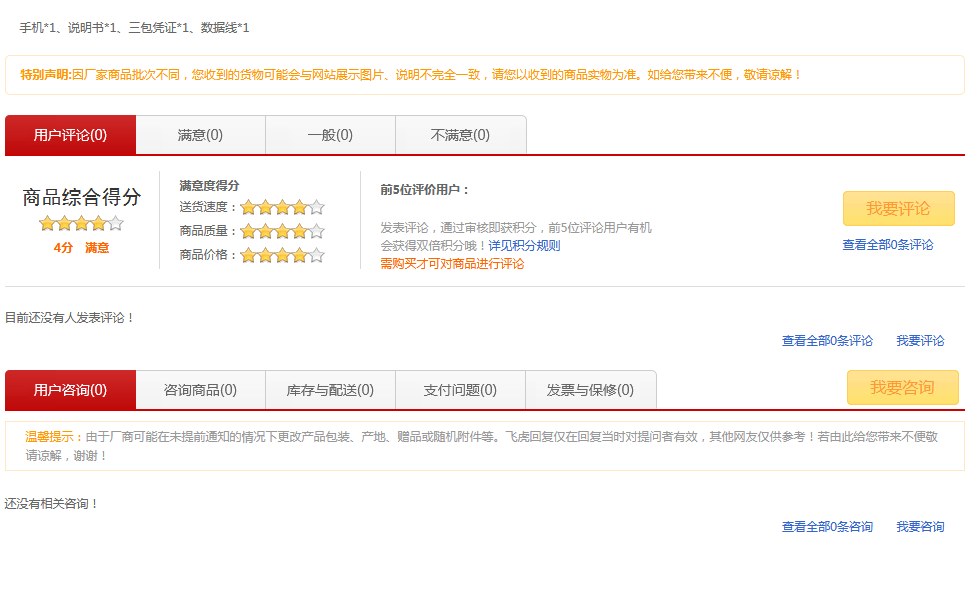 手机*1、说明书*1、三包凭证*1、数据线*1
特别声明:因厂家商品批次不同，您收到的货物可能会与网站展示图片、说明不完全一致，请您以收到的商品实物为准。如给您带来不便，敬请谅解！
用户评论(0) 满意(0) 一般(0) 不满意(0)
商品综合得分
4分 满意
满意度得分
送货速度：
商品质量：
商品价格：
前5位评价用户：
发表评论，通过审核即获积分，前5位评论用户有机
会获得双倍积分哦！详见积分规则
需购买才可对商品进行评论
我要评论
查看全部0条评论
目前还没有人发表评论！
查看全部0条评论 我要评论
用户咨询(0) 咨询商品(0) 库存与配送(0) 支付问题(0) 发票与保修(0) 我要咨询
温馨提示：由于厂商可能在未提前通知的情况下更改产品包装、产地、赠品或随机附件等。飞虎回复仅在回复当时对提问者有效，其他网友仅供参考！若由此给您带来不便敬
请谅解，谢谢！
还没有相关咨询！
查看全部0条咨询 我要咨询